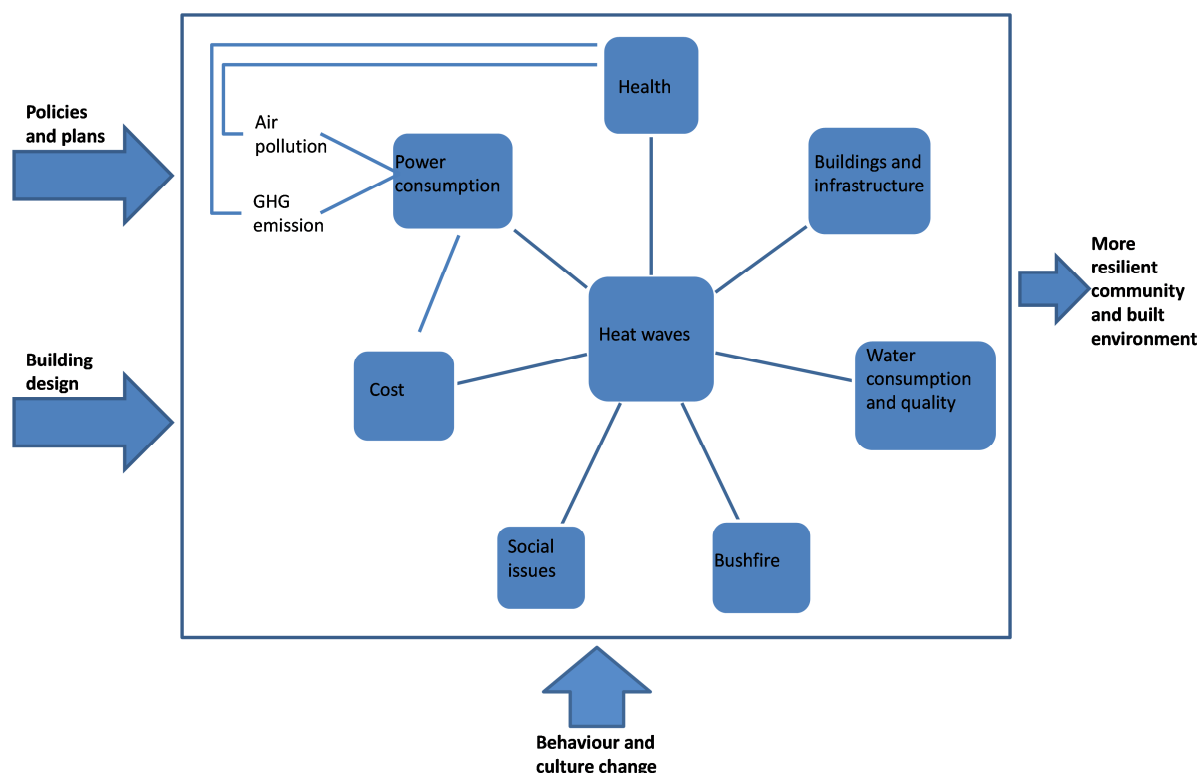 Policies
and plans
Air
pollution
GHG
emission
Power
consumption
Health
Buildings and
infrastructure
Heat waves
Cost
Water
consumption
and quality
Social
issues
Bushfire
Building
design
More
resilient
community
and built
environment
Behaviour and
culture change